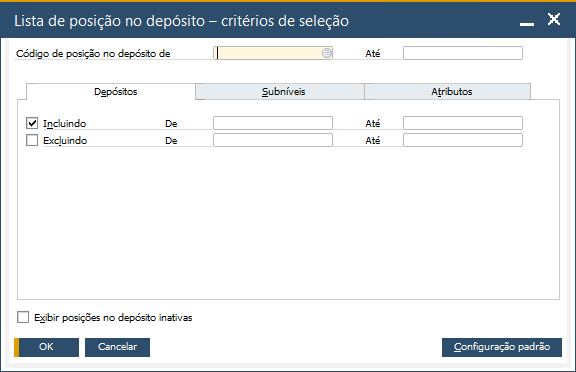 Lista de posição no depósito – critérios de seleção
Código de posição no depósito de Até
Depósitos Subníveis Atributos
Incluindo De Até
Excluindo De Até
Exibir posições no depósito inativas
OK Cancelar Configuração padrão